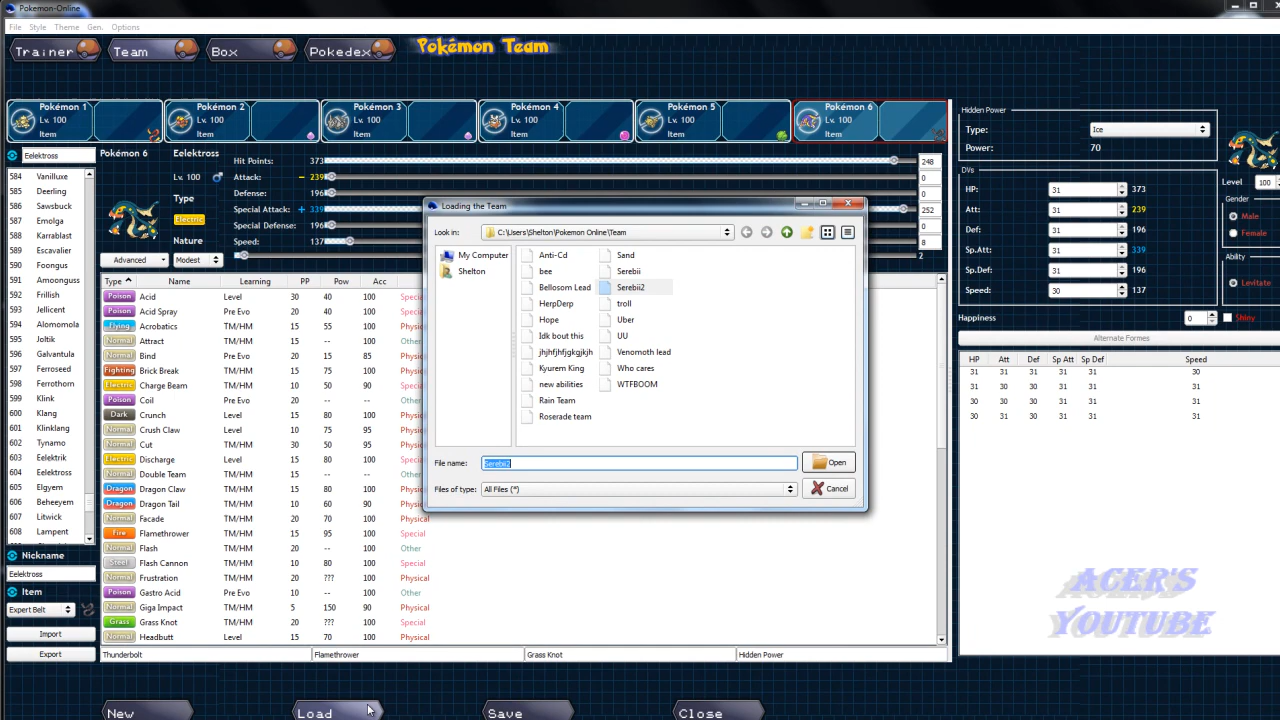 Pokemon-Online
File Style Theme Gen. Options
Trainer Team Box Pokedex Pokémon Team
Pokémon 1 Pokémon 2 Pokémon 3 Pokémon 4 Pokémon 5 Pokémon 6
Lv. 100 Lv. 100 Lv. 100 Lv. 100 Lv. 100 Lv. 100
Item Item Item Item Item Item
Hidden Power
Type: Ice
Power: 70
Eelektross Pokémon 6 Eelektross
Lv. 100
Type
Electric
Nature
Advanced Modest
Hit Points: 373 248
Attack: - 239 0
Defense: 196 0
Special Attack: + 339 252
Special Defense: 196 0
Speed: 137 8
2
DVs
HP: 31 373
Att: 31 239
Def: 31 196
Sp.Att: 31 339
Sp.Def: 31 196
Speed: 30 137
Level 100
Gender
Male
Female
Ability
Levitate
Happiness 0 Shiny
Alternate Formes
HP Att Def Sp Att Sp Def Speed
31 31 31 31 31 30
31 30 30 31 31 31
30 30 30 31 31 31
30 31 30 31 31 31
584 Vanilluxe
585 Deerling
586 Sawsbuck
587 Emolga
588 Karrablast
589 Escavalier
590 Foongus
591 Amoonguss
592 Frillish
593 Jellicent
594 Alomomola
595 Joltik
596 Galvantula
597 Ferroseed
598 Ferrothorn
599 Klink
600 Klang
601 Klinklang
602 Tynamo
603 Eelektrik
604 Eelektross
605 Elgyem
606 Beheeyem
607 Litwick
608 Lampent
Nickname
Eelektross
Item
Expert Belt
Import
Export
Type Name Learning PP Pow Acc
Poison Acid Level 30 40 100 Speci
Poison Acid Spray Pre Evo 20 40 100 Speci
Flying Acrobatics TM/HM 15 55 100 Physic
Normal Attract TM/HM 15 -- 100 Other
Normal Bind Pre Evo 20 15 85 Physic
Fighting Brick Break TM/HM 15 75 100 Physic
Electric Charge Beam TM/HM 10 50 90 Speci
Poison Coil Pre Evo 20 -- -- Other
Dark Crunch Level 15 80 100 Physic
Normal Crush Claw Level 10 75 95 Physic
Normal Cut TM/HM 30 50 95 Physic
Electric Discharge Level 15 80 100 Speci
Normal Double Team TM/HM 15 -- -- Other
Dragon Dragon Claw TM/HM 15 80 100 Physic
Dragon Dragon Tail TM/HM 10 60 90 Physic
Normal Facade TM/HM 20 70 100 Physical
Fire Flamethrower TM/HM 15 95 100 Special
Normal Flash TM/HM 20 -- 100 Other
Steel Flash Cannon TM/HM 10 80 100 Special
Normal Frustration TM/HM 20 ??? 100 Physical
Poison Gastro Acid Pre Evo 10 -- 100 Other
Normal Giga Impact TM/HM 5 150 90 Physical
Grass Grass Knot TM/HM 20 ??? 100 Special
Normal Headbutt Level 15 70 100 Physical
Thunderbolt Flamethrower Grass Knot Hidden Power
New Load Save Close
Loading the Team
Look in: C:\Users\Shelton\Pokemon Online\Team
My Computer
Shelton
Anti-Cd
bee
Bellosom Lead
HerpDerp
Hope
Idk bout this
jhjhfjhfjgkgjkjh
Kyurem King
new abilities
Rain Team
Roserade team
Sand
Serebii
Serebii2
troll
Uber
UU
Venomoth lead
Who cares
WTFBOOM
File name: Serebii2 Open
Files of type: All Files (*) Cancel
ACER'S
YOUTUBE